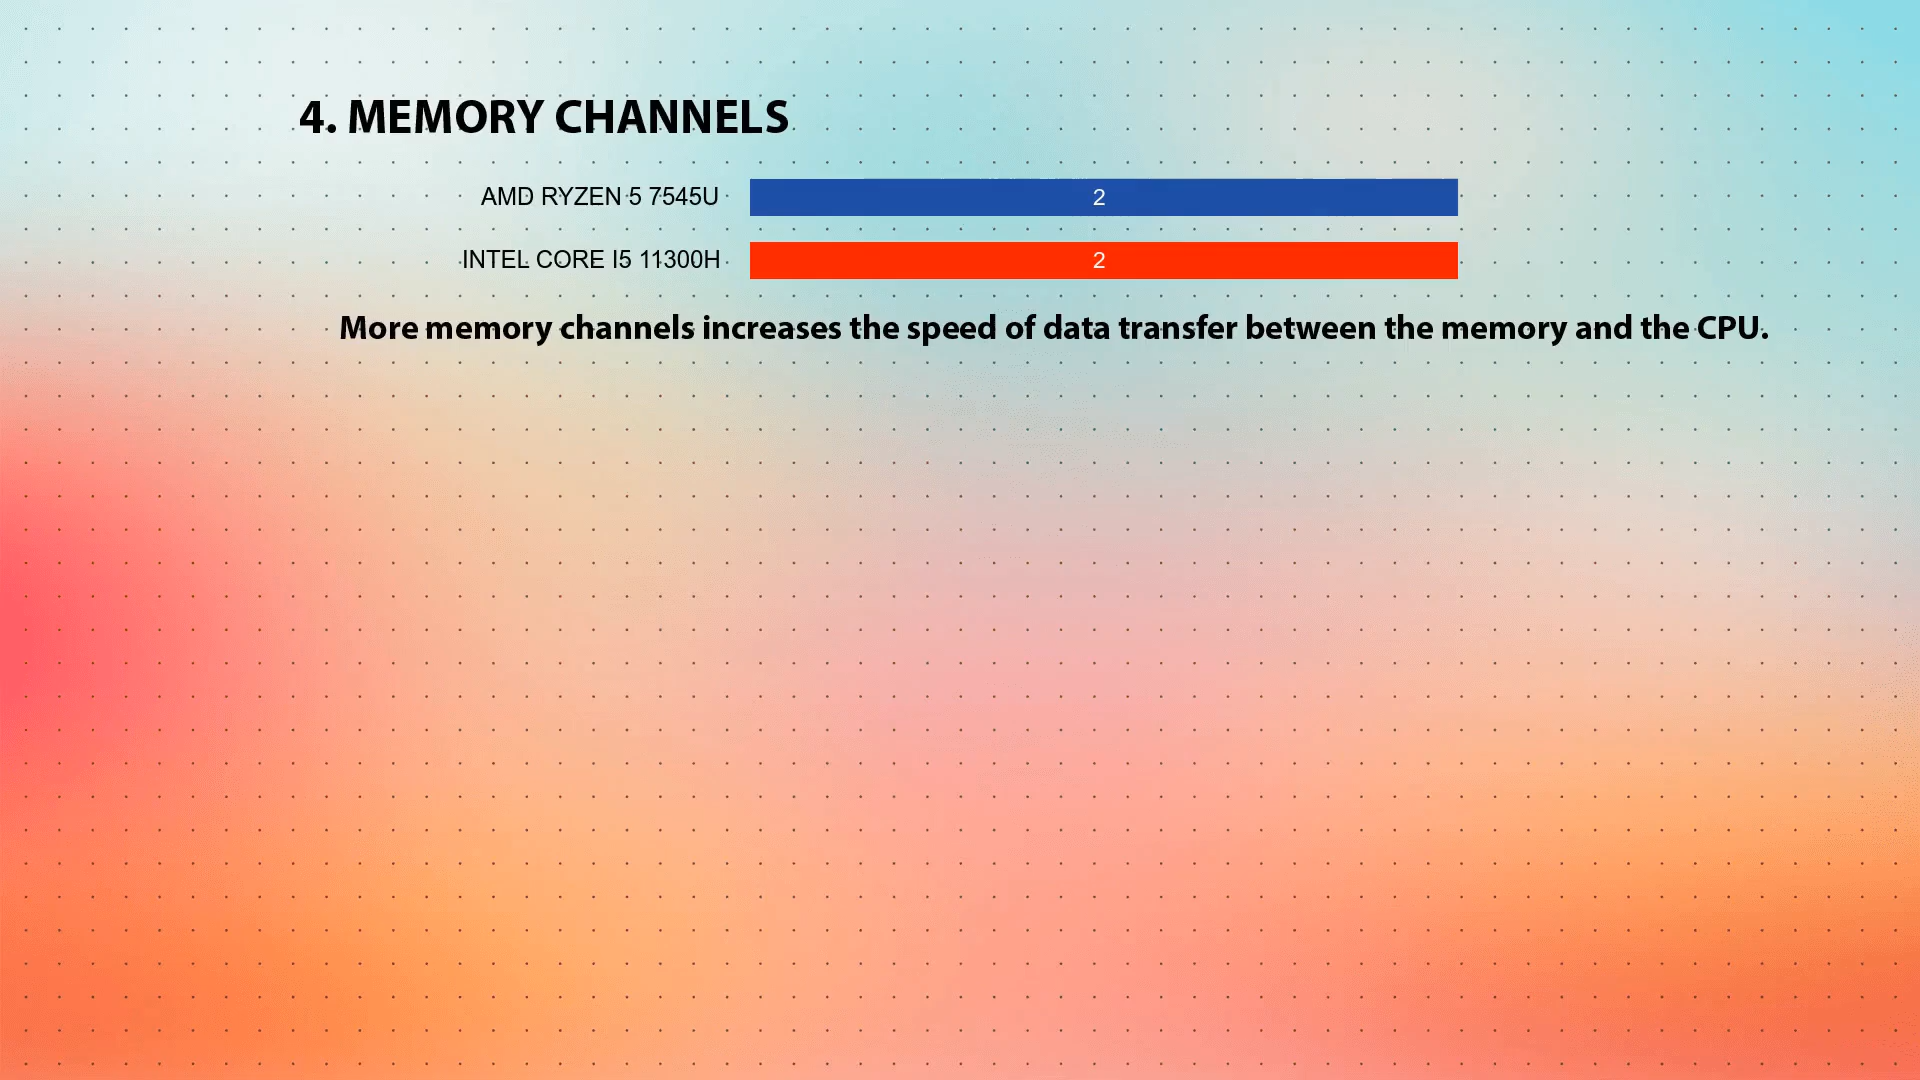 4. MEMORY CHANNELS
AMD RYZEN 5 7545U 2
INTEL CORE I5 11300H 2
More memory channels increases the speed of data transfer between the memory and the CPU.